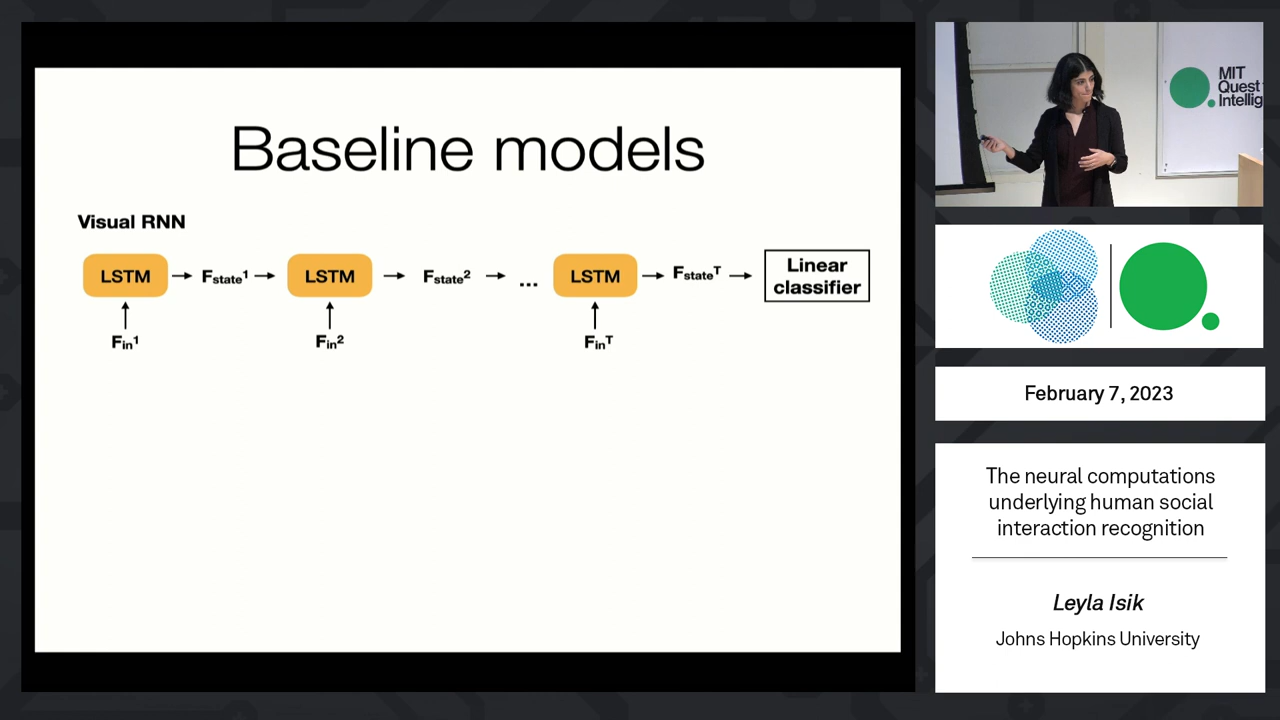 Baseline models
Visual RNN
LSTM
Fstate1
LSTM
Fstate2
...
LSTM
FstateT
Linear
classifier
Fin1
Fin2
FinT
MIT
Quest
Intellig
February 7, 2023
The neural computations
underlying human social
interaction recognition
Leyla Isik
Johns Hopkins University